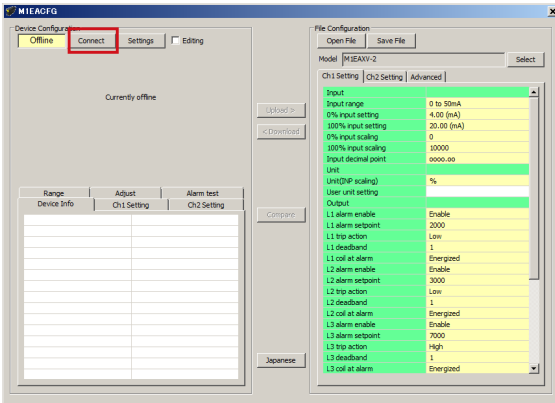 M1EACFG
Device Configuration
Offline Connect Settings Editing
Currently offline
Upload >
< Download
Compare
Japanese
Range Adjust Alarm test
Device Info Ch1 Setting Ch2 Setting
File Configuration
Open File Save File
Model M1EAXV-2 Select
Ch1 Setting Ch2 Setting Advanced
Input
Input range 0 to 50mA
0% input setting 4.00 (mA)
100% input setting 20.00 (mA)
0% input scaling 0
100% input scaling 10000
Input decimal point oooo.oo
Unit
Unit(INP scaling) %
User unit setting
Output
L1 alarm enable Enable
L1 alarm setpoint 2000
L1 trip action Low
L1 deadband 1
L1 coil at alarm Energized
L2 alarm enable Enable
L2 alarm setpoint 3000
L2 trip action Low
L2 deadband 1
L2 coil at alarm Energized
L3 alarm enable Enable
L3 alarm setpoint 7000
L3 trip action High
L3 deadband 1
L3 coil at alarm Energized